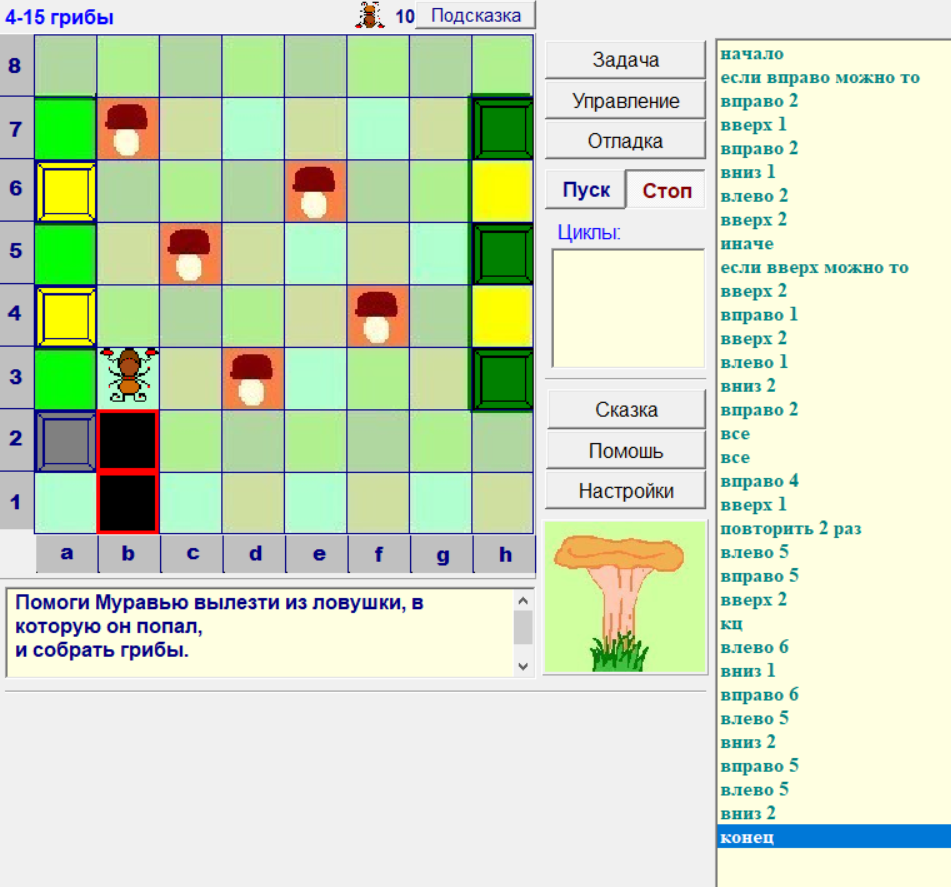 4-15 грибы
10
Подсказка
8
7
6
5
4
3
2
1
a b c d e f g h
Помоги Муравью вылезти из ловушки, в
которую он попал,
и собрать грибы.
Задача
Управление
Отладка
Пуск Стоп
Циклы:
Сказка
Помошь
Настройки
начало
если вправо можно то
вправо 2
вверх 1
вправо 2
вниз 1
влево 2
вверх 2
иначе
если вверх можно то
вверх 2
вправо 1
вверх 2
влево 1
вниз 2
вправо 2
все
все
вправо 4
вверх 1
повторить 2 раз
влево 5
вправо 5
вверх 2
кц
влево 6
вниз 1
вправо 6
влево 5
вниз 2
вправо 5
влево 5
вниз 2
конец